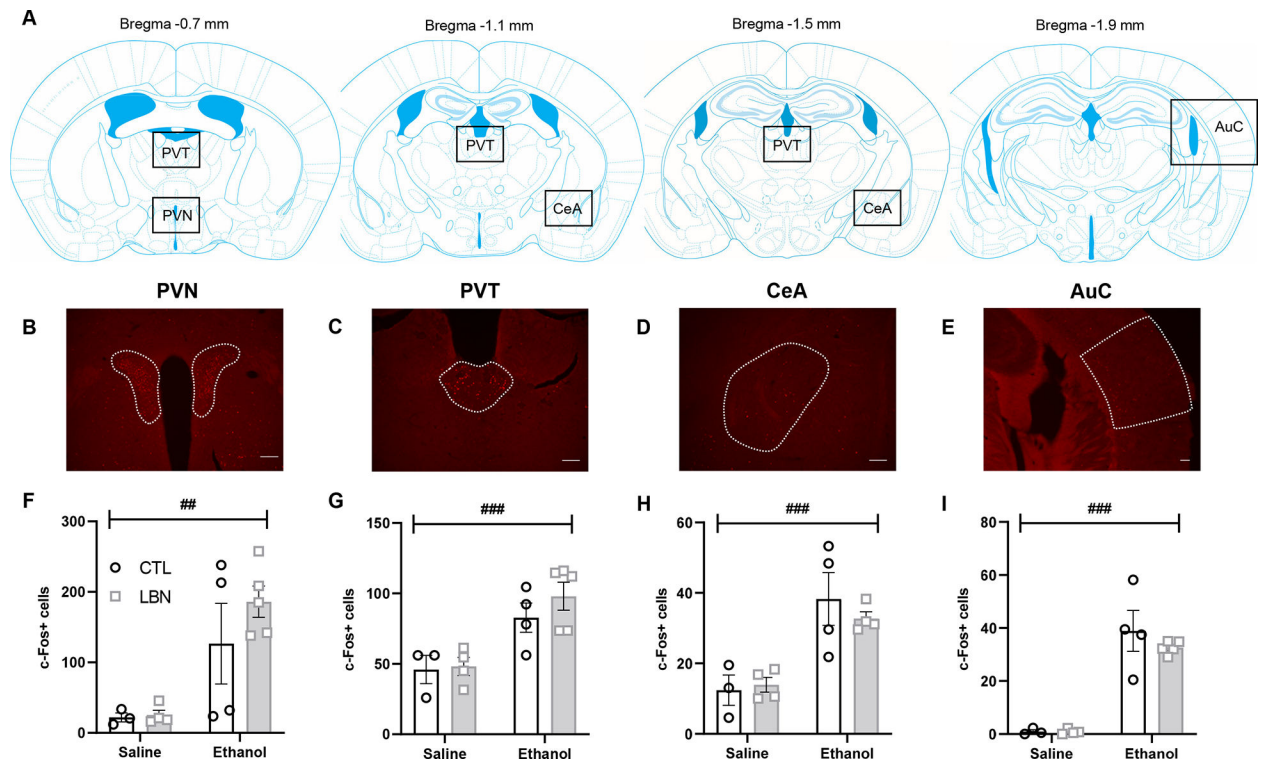 A
Bregma -0.7 mm
Bregma -1.1 mm
Bregma -1.5 mm
Bregma -1.9 mm
PVT
PVN
PVT
CeA
PVT
CeA
AuC
PVN
PVT
CeA
AuC
B
C
D
E
F
##
c-Fos+ cells
300
200
100
0
CTL
LBN
Saline
Ethanol
G
###
c-Fos+ cells
150
100
50
0
Saline
Ethanol
H
###
c-Fos+ cells
60
40
20
0
Saline
Ethanol
I
###
c-Fos+ cells
80
60
40
20
0
Saline
Ethanol